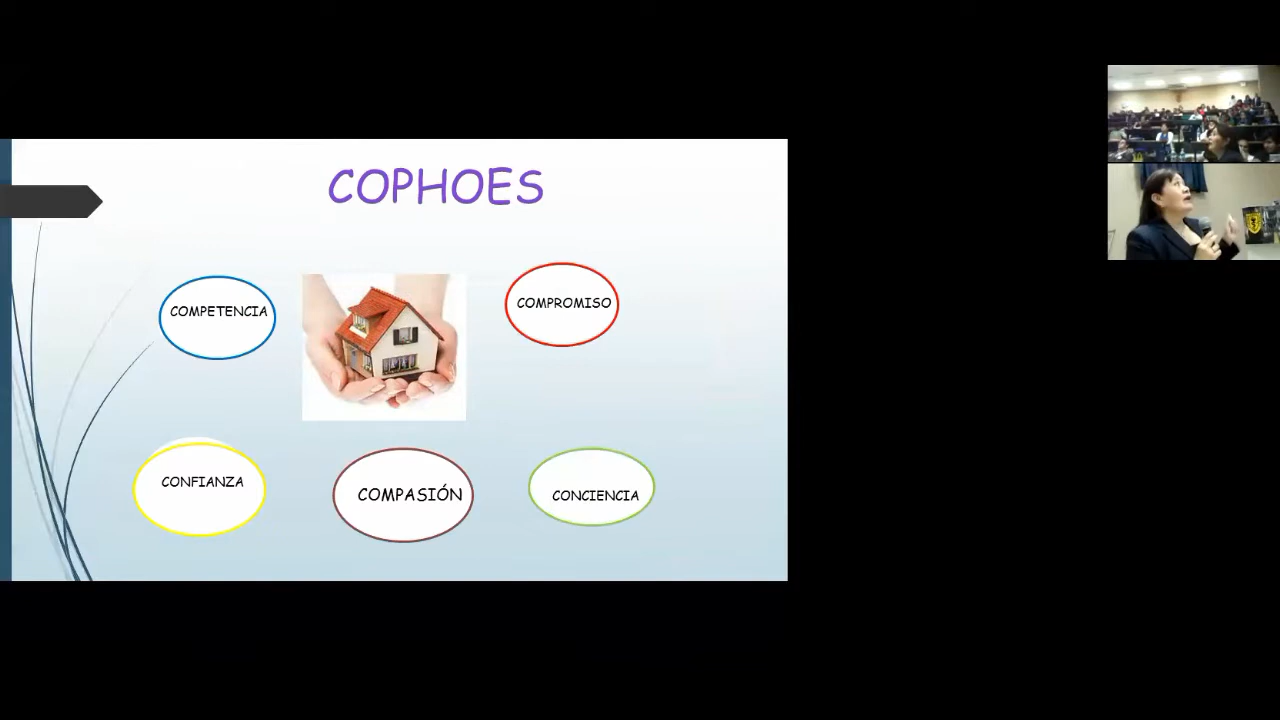 COPHOES
COMPETENCIA
COMPROMISO
CONFIANZA
COMPASIÓN
CONCIENCIA